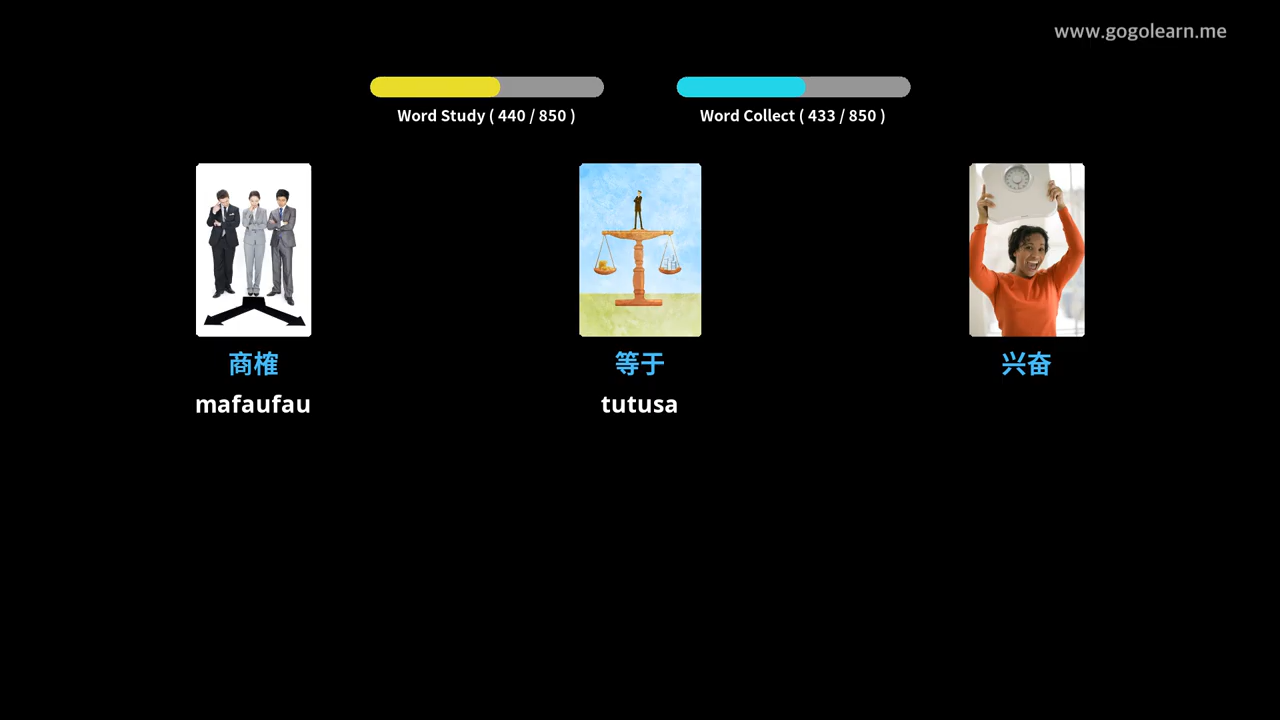 www.gogolearn.me
Word Study ( 440 / 850 )
Word Collect ( 433 / 850 )
商榷
等于
兴奋
mafaufau
tutusa